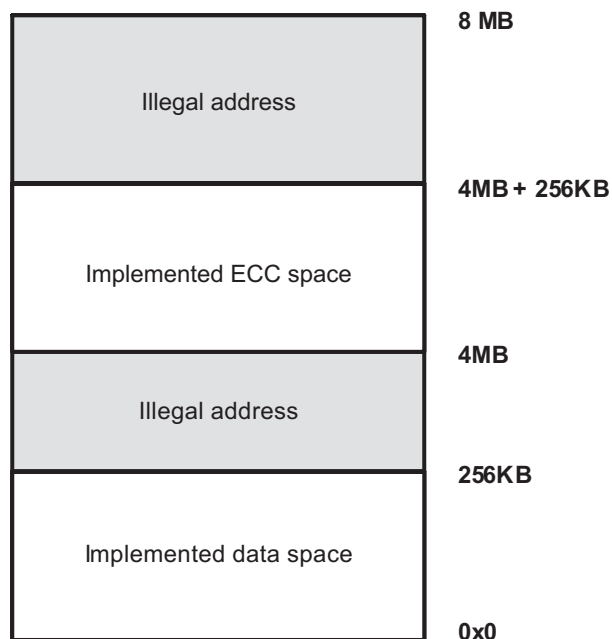 8 MB
Illegal address
4MB + 256KB
Implemented ECC space
4MB
Illegal address
256KB
Implemented data space
0x0